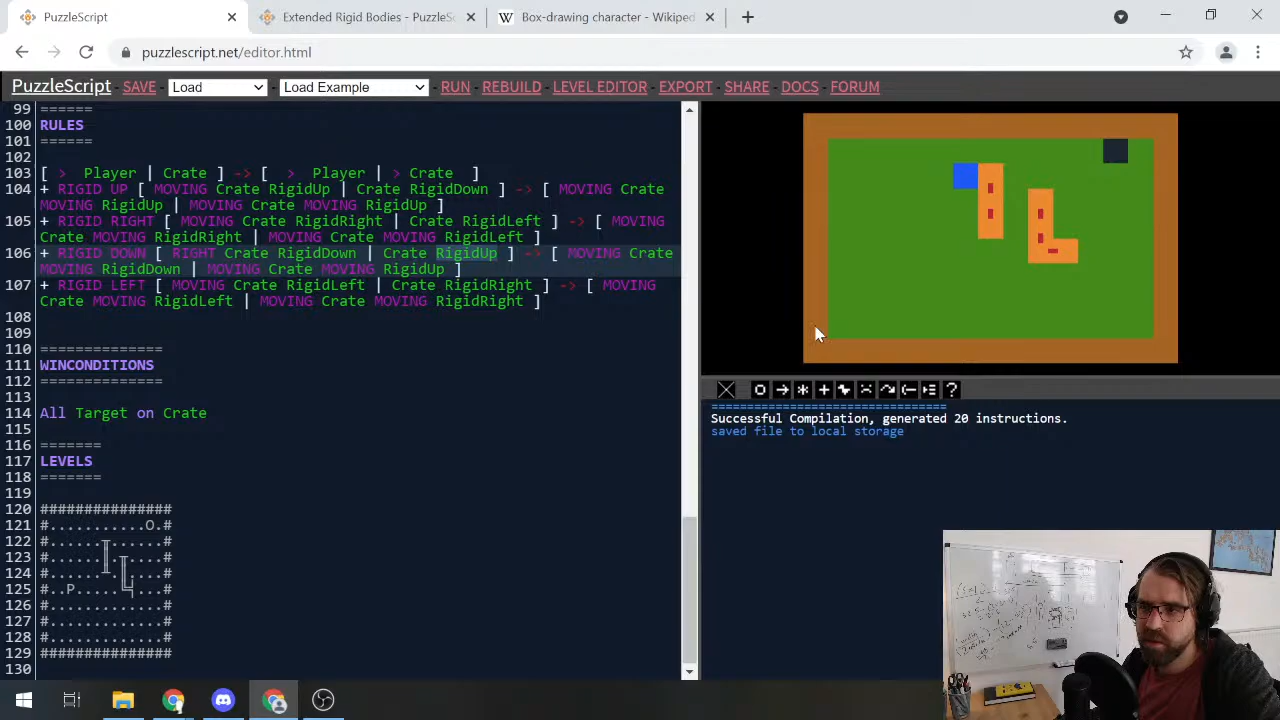 PuzzleScript
Extended Rigid Bodies - PuzzleSc
Box-drawing character - Wikiped
puzzlescript.net/editor.html
PuzzleScript SAVE Load Load Example RUN REBUILD LEVEL EDITOR EXPORT SHARE DOCS FORUM
99 ======
100 RULES
101 ======
102
103 [ > Player | Crate ] -> [ > Player | > Crate ]
104 + RIGID UP [ MOVING Crate RigidUp | Crate RigidDown ] -> [ MOVING Crate
MOVING RigidUp | MOVING Crate MOVING RigidUp ]
105 + RIGID RIGHT [ MOVING Crate RigidRight | Crate RigidLeft ] -> [ MOVING
Crate MOVING RigidRight | MOVING Crate MOVING RigidLeft ]
106 + RIGID DOWN [ RIGHT Crate RigidDown | Crate RigidUp ] -> [ MOVING Crate
MOVING RigidDown | MOVING Crate MOVING RigidUp ]
107 + RIGID LEFT [ MOVING Crate RigidLeft | Crate RigidRight ] -> [ MOVING
Crate MOVING RigidLeft | MOVING Crate MOVING RigidRight ]
108
109
110 ==============
111 WINCONDITIONS
112 ==============
113
114 All Target on Crate
115
116 =======
117 LEVELS
118 =======
119
120 ###############
121 #...........O.#
122 #......╥......#
123 #......║.╥....#
124 #......╨.║....#
125 #..P.....╚╡...#
126 #.............#
127 #.............#
128 #.............#
129 ###############
130
=================================
Successful Compilation, generated 20 instructions.
saved file to local storage